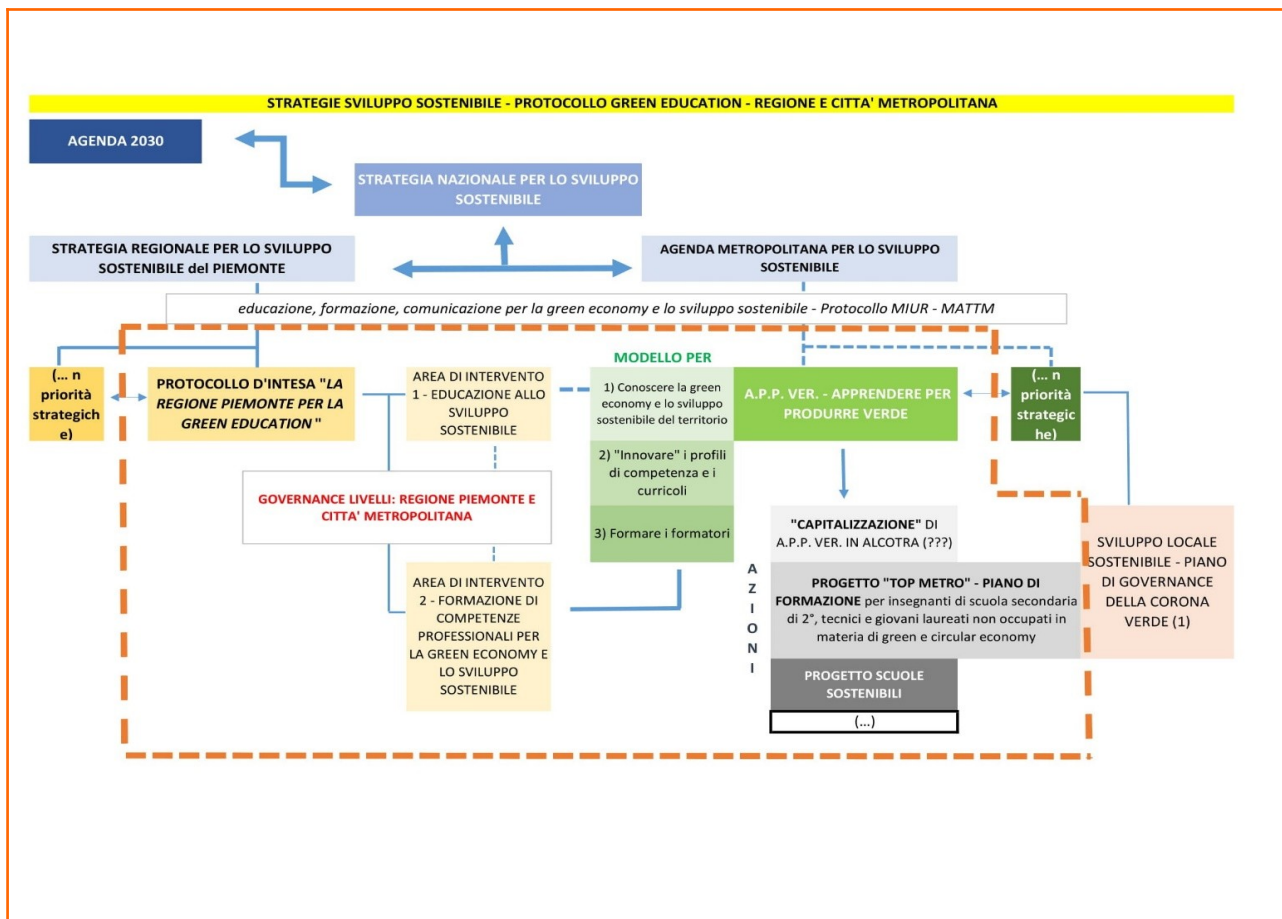 STRATEGIE SVILUPPO SOSTENIBILE - PROTOCOLLO GREEN EDUCATION - REGIONE E CITTA' METROPOLITANA
AGENDA 2030
STRATEGIA NAZIONALE PER LO SVILUPPO
SOSTENIBILE
STRATEGIA REGIONALE PER LO SVILUPPO
SOSTENIBILE del PIEMONTE
AGENDA METROPOLITANA PER LO SVILUPPO
SOSTENIBILE
educazione, formazione, comunicazione per la green economy e lo sviluppo sostenibile - Protocollo MIUR - MATTM
(... n
priorità
strategich
e)
PROTOCOLLO D'INTESA "LA
REGIONE PIEMONTE PER LA
GREEN EDUCATION "
AREA DI INTERVENTO
1 - EDUCAZIONE ALLO
SVILUPPO
SOSTENIBILE
MODELLO PER
1) Conoscere la green
economy e lo sviluppo
sostenibile del territorio
2) "Innovare" i profili
di competenza e i
curricoli
3) Formare i formatori
A.P.P. VER. - APPRENDERE PER
PRODURRE VERDE
(... n
priorità
strategic
he)
GOVERNANCE LIVELLI: REGIONE PIEMONTE E
CITTA' METROPOLITANA
AREA DI INTERVENTO
2 - FORMAZIONE DI
COMPETENZE
PROFESSIONALI PER
LA GREEN ECONOMY E
LO SVILUPPO
SOSTENIBILE
A
Z
I
O
N
I
"CAPITALIZZAZIONE" DI
A.P.P. VER. IN ALCOTRA (???)
PROGETTO "TOP METRO" - PIANO DI
FORMAZIONE per insegnanti di scuola secondaria
di 2°, tecnici e giovani laureati non occupati in
materia di green e circular economy
PROGETTO SCUOLE
SOSTENIBILI
(...)
SVILUPPO LOCALE
SOSTENIBILE - PIANO
DI GOVERNANCE
DELLA CORONA
VERDE (1)